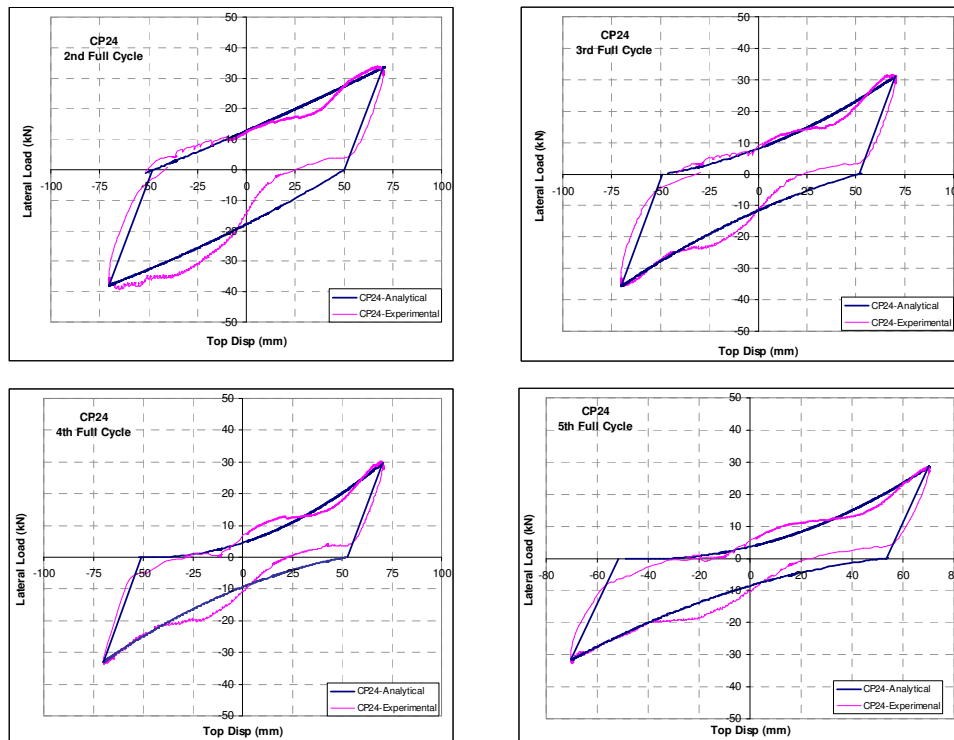 CP24
2nd Full Cycle
50
40
30
20
10
0
-10
-20
-30
-40
-50
-100 -75 -50 -25 0 25 50 75 100
Lateral Load (kN)
Top Disp (mm)
CP24-Analytical
CP24-Experimental
CP24
3rd Full Cycle
50
40
30
20
10
0
-10
-20
-30
-40
-50
-100 -75 -50 -25 0 25 50 75 100
Lateral Load (kN)
Top Disp (mm)
CP24-Analytical
CP24-Experimental
CP24
4th Full Cycle
50
40
30
20
10
0
-10
-20
-30
-40
-50
-100 -75 -50 -25 0 25 50 75 100
Lateral Load (kN)
Top Disp (mm)
CP24-Analytical
CP24-Experimental
CP24
5th Full Cycle
50
40
30
20
10
0
-10
-20
-30
-40
-50
-80 -60 -40 -20 0 20 40 60
Lateral Load (kN)
Top Disp (mm)
CP24-Analytical
CP24-Experimental